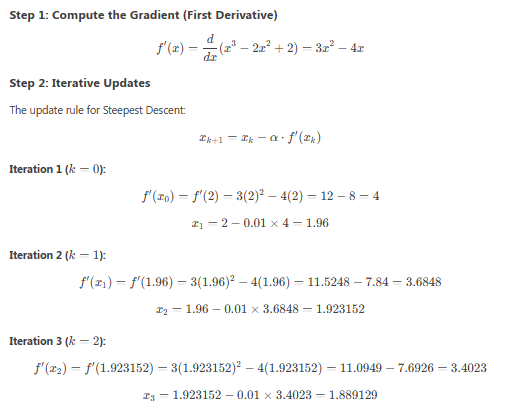 Step 1: Compute the Gradient (First Derivative)
f′(x) = d/dx (x³ − 2x² + 2) = 3x² − 4x
Step 2: Iterative Updates
The update rule for Steepest Descent:
xₖ₊₁ = xₖ − α · f′(xₖ)
Iteration 1 (k = 0):
f′(x₀) = f′(2) = 3(2)² − 4(2) = 12 − 8 = 4
x₁ = 2 − 0.01 × 4 = 1.96
Iteration 2 (k = 1):
f′(x₁) = f′(1.96) = 3(1.96)² − 4(1.96) = 11.5248 − 7.84 = 3.6848
x₂ = 1.96 − 0.01 × 3.6848 = 1.923152
Iteration 3 (k = 2):
f′(x₂) = f′(1.923152) = 3(1.923152)² − 4(1.923152) = 11.0949 − 7.6926 = 3.4023
x₃ = 1.923152 − 0.01 × 3.4023 = 1.889129